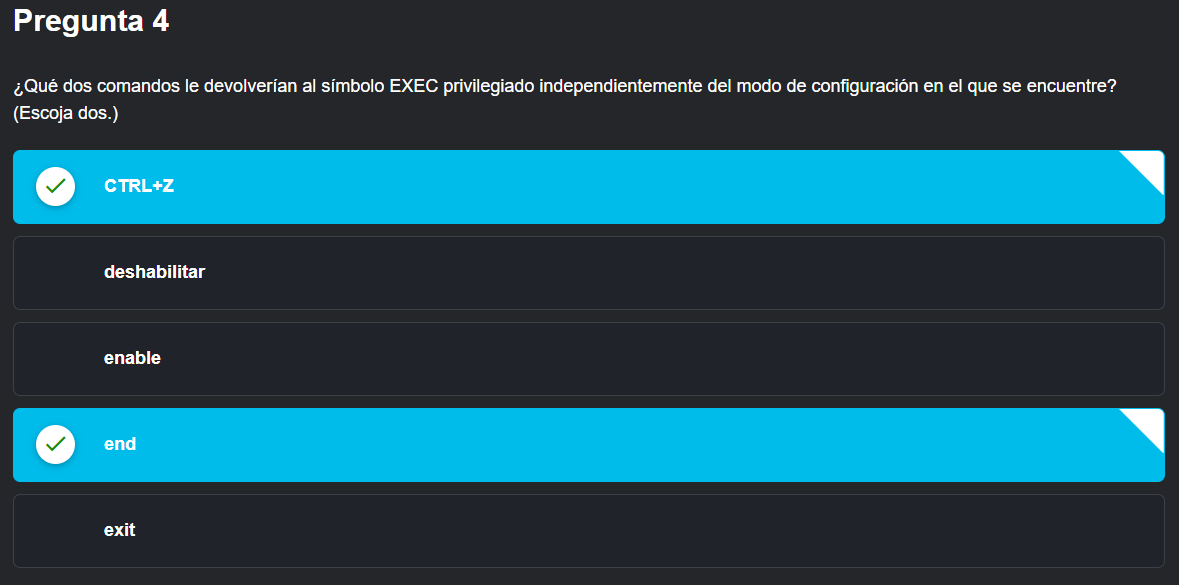 Pregunta 4
¿Qué dos comandos le devolverían al símbolo EXEC privilegiado independientemente del modo de configuración en el que se encuentre?
(Escoja dos.)
CTRL+Z
deshabilitar
enable
end
exit